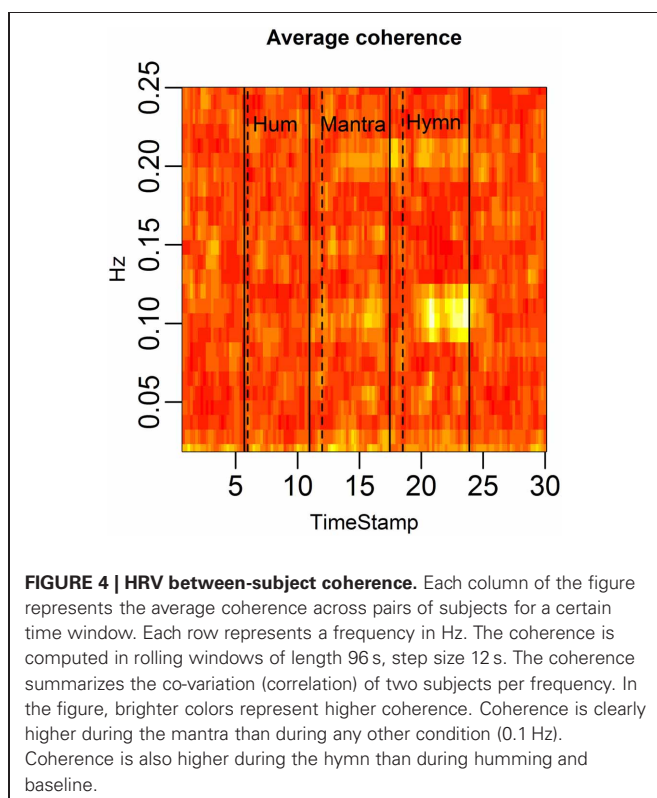 Average coherence
0.25
0.20
0.15
0.10
0.05
Hz
Hum Mantra Hymn
5 10 15 20 25 30
TimeStamp
FIGURE 4 | HRV between-subject coherence. Each column of the figure
represents the average coherence across pairs of subjects for a certain
time window. Each row represents a frequency in Hz. The coherence is
computed in rolling windows of length 96 s, step size 12 s. The coherence
summarizes the co-variation (correlation) of two subjects per frequency. In
the figure, brighter colors represent higher coherence. Coherence is clearly
higher during the mantra than during any other condition (0.1 Hz).
Coherence is also higher during the hymn than during humming and
baseline.